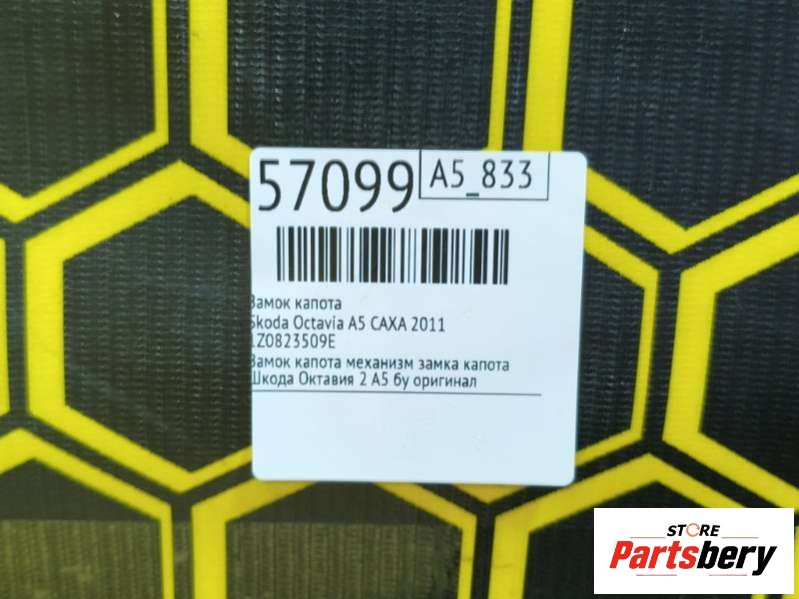 57099
A5_833
Замок капота
Skoda Octavia A5 CAXA 2011
1Z0823509E
Замок капота механизм замка капота
Шкода Октавия 2 А5 бу оригинал
STORE
Partsbery